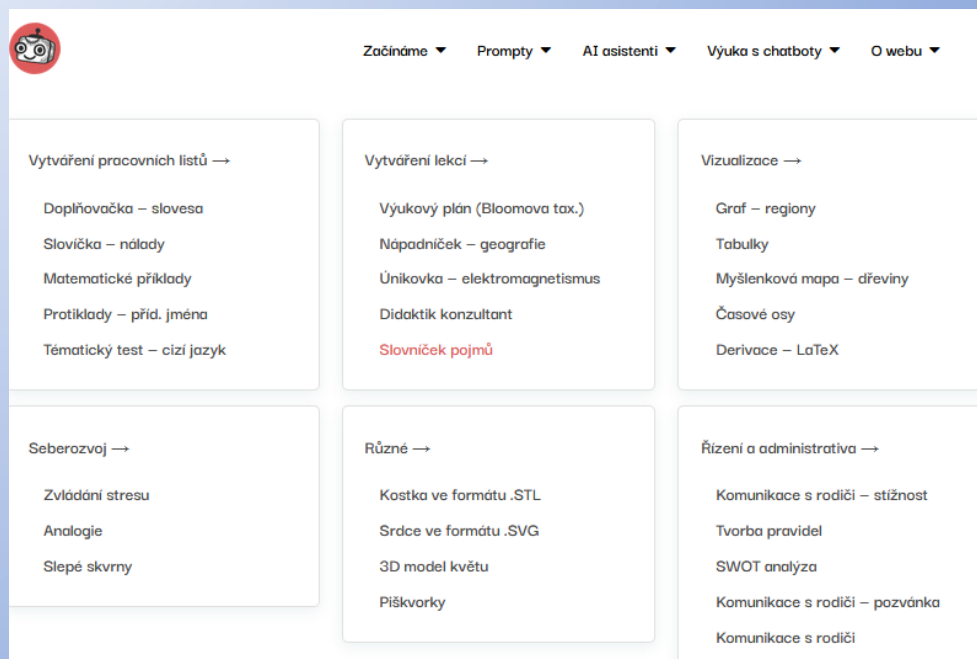 Začínáme
Prompty
AI asistenti
Výuka s chatboty
O webu
Vytváření pracovních listů →
Doplňovačka – slovesa
Slovíčka – nálady
Matematické příklady
Protiklady – příd. jména
Tématický test – cizí jazyk
Vytváření lekcí →
Výukový plán (Bloomova tax.)
Nápadníček – geografie
Únikovka – elektromagnetismus
Didaktik konzultant
Slovníček pojmů
Vizualizace →
Graf – regiony
Tabulky
Myšlenková mapa – dřeviny
Časové osy
Derivace – LaTeX
Seberozvoj →
Zvládání stresu
Analogie
Slepé skvrny
Různé →
Kostka ve formátu .STL
Srdce ve formátu .SVG
3D model květu
Piškvorky
Řízení a administrativa →
Komunikace s rodiči – stížnost
Tvorba pravidel
SWOT analýza
Komunikace s rodiči – pozvánka
Komunikace s rodiči